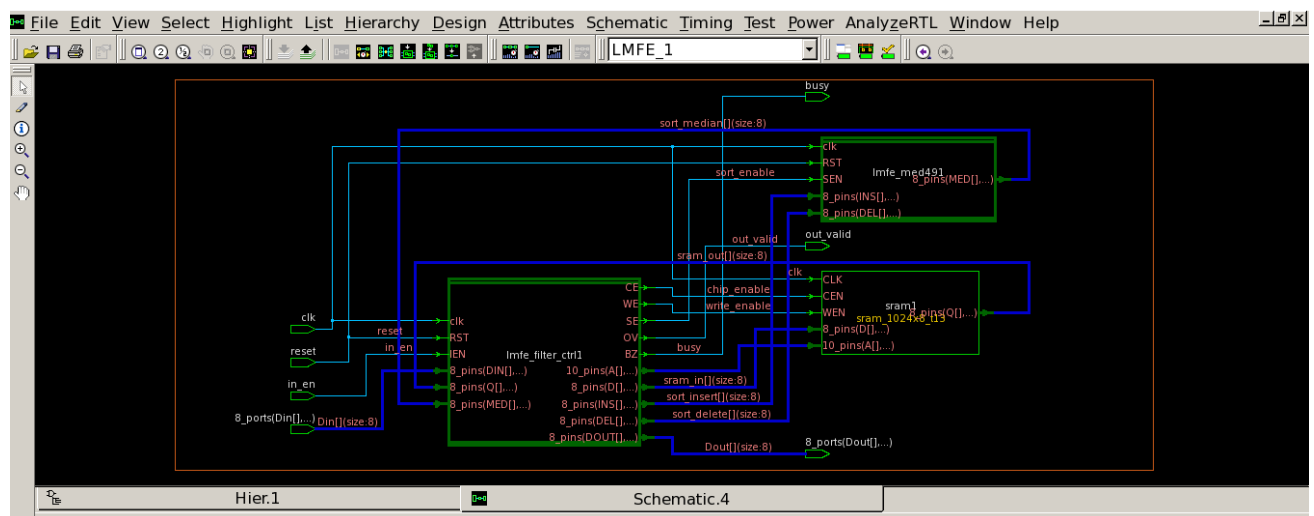 File Edit View Select Highlight List Hierarchy Design Attributes Schematic Timing Test Power AnalyzeRTL Window Help
LMFE_1
busy
sort_median[](size:8)
clk
RST
sort_enable
SEN
lmfe_med491
8_pins(MED[],...)
8_pins(INS[],...)
8_pins(DEL[],...)
out_valid
out_valid
sram_out[](size:8)
clk
CLK
CE
chip_enable
CEN
WE
write_enable
WEN
sram1
8_pins(Q[],...)
sram_1024x8_t13
clk
clk
SE
8_pins(D[],...)
reset
RST
OV
10_pins(A[],...)
reset
in_en
IEN
lmfe_filter_ctrl1
BZ
busy
8_pins(DIN[],...)
10_pins(A[],...)
in_en
8_pins(Q[],...)
8_pins(D[],...)
sram_in[](size:8)
8_pins(MED[],...)
8_pins(INS[],...)
sort_insert[](size:8)
8_ports(Din[],...)
Din[](size:8)
8_pins(DEL[],...)
sort_delete[](size:8)
8_pins(DOUT[],...)
Dout[](size:8)
8_ports(Dout[],...)
Hier.1
Schematic.4